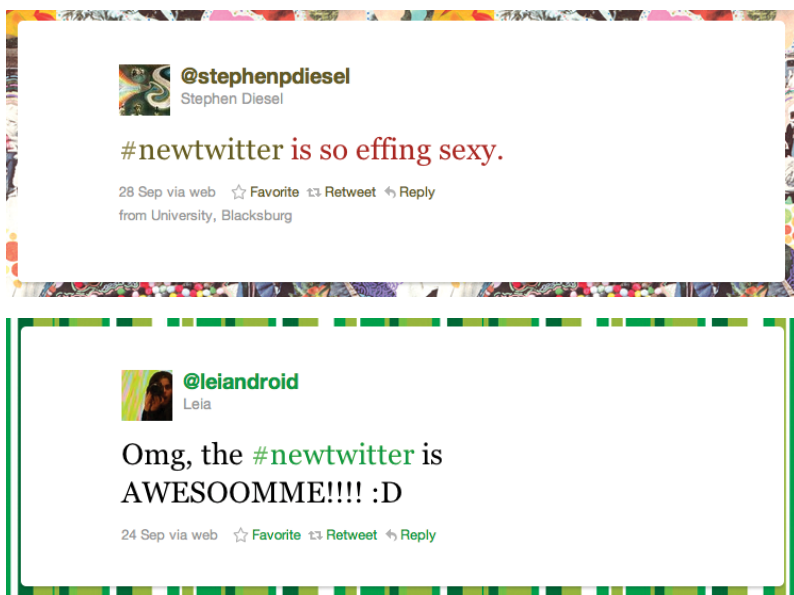 @stephenpdiesel
Stephen Diesel
#newtwitter is so effing sexy.
28 Sep via web Favorite Retweet Reply
from University, Blacksburg
@leiandroid
Leia
Omg, the #newtwitter is
AWESOOMME!!!! :D
24 Sep via web Favorite Retweet Reply